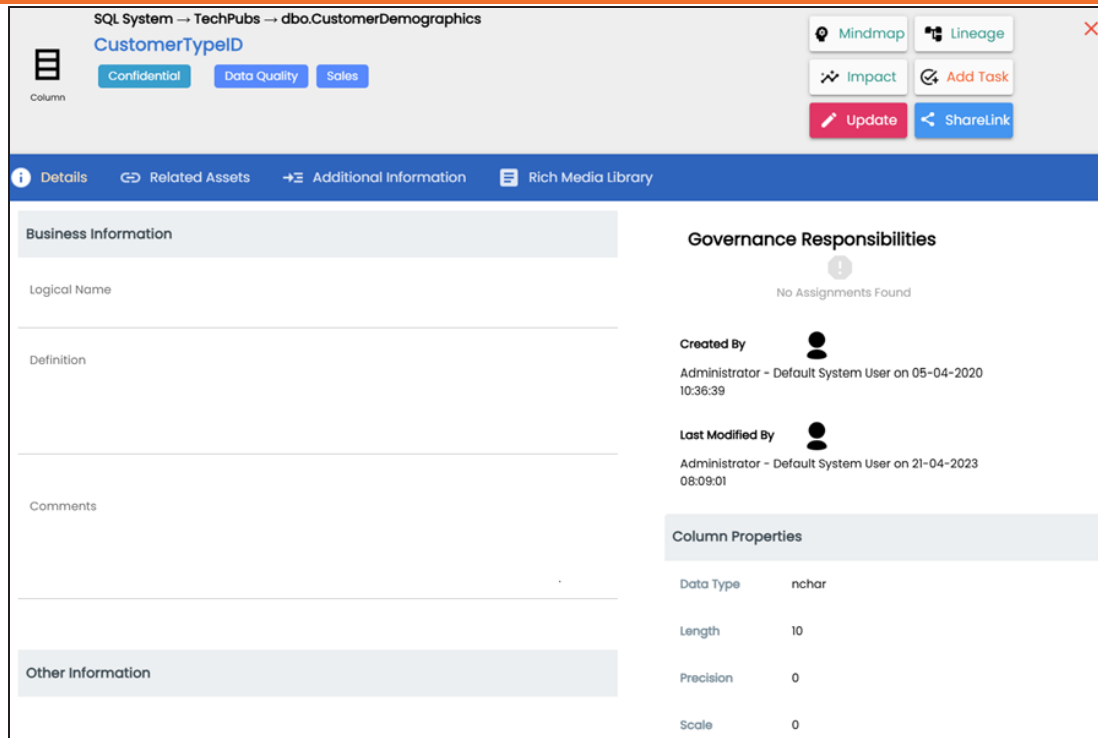 SQL System → TechPubs → dbo.CustomerDemographics
CustomerTypeID
Column
Confidential
Data Quality
Sales
Mindmap
Lineage
Impact
Add Task
Update
ShareLink
Details
Related Assets
Additional Information
Rich Media Library
Business Information
Logical Name
Definition
Comments
Other Information
Governance Responsibilities
No Assignments Found
Created By
Administrator - Default System User on 05-04-2020
10:36:39
Last Modified By
Administrator - Default System User on 21-04-2023
08:09:01
Column Properties
Data Type nchar
Length 10
Precision 0
Scale 0